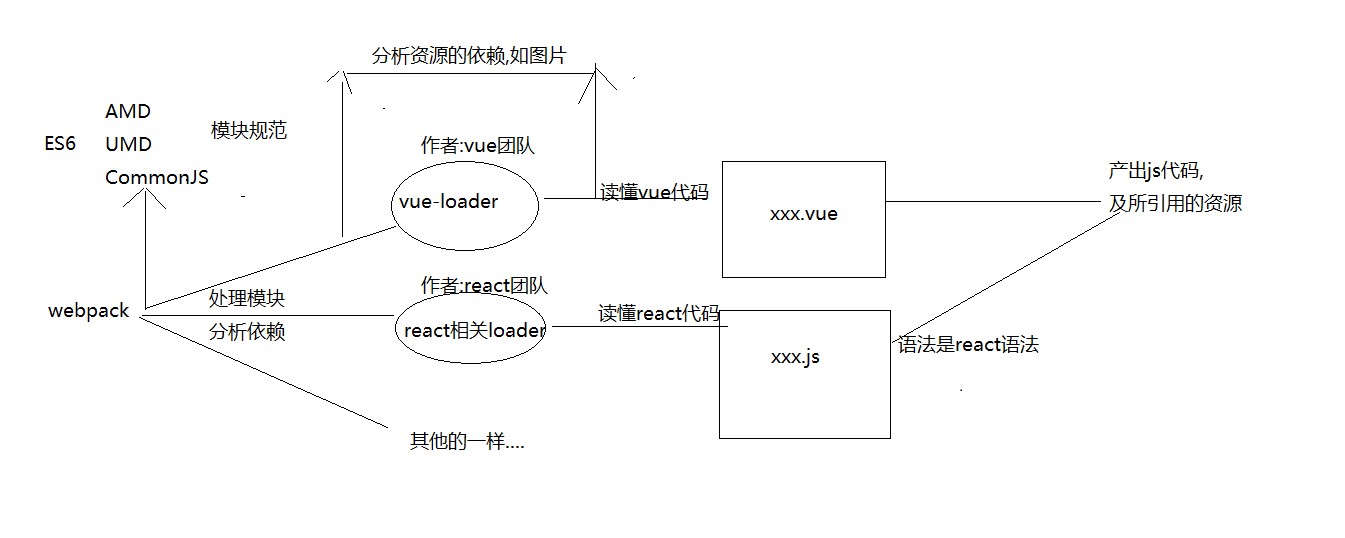 分析资源的依赖,如图片
AMD
ES6
UMD
模块规范
CommonJS
作者:vue团队
vue-loader
读懂vue代码
xxx.vue
产出js代码,
及所引用的资源
webpack
处理模块
分析依赖
作者:react团队
react相关loader
读懂react代码
xxx.js
语法是react语法
其他的一样....